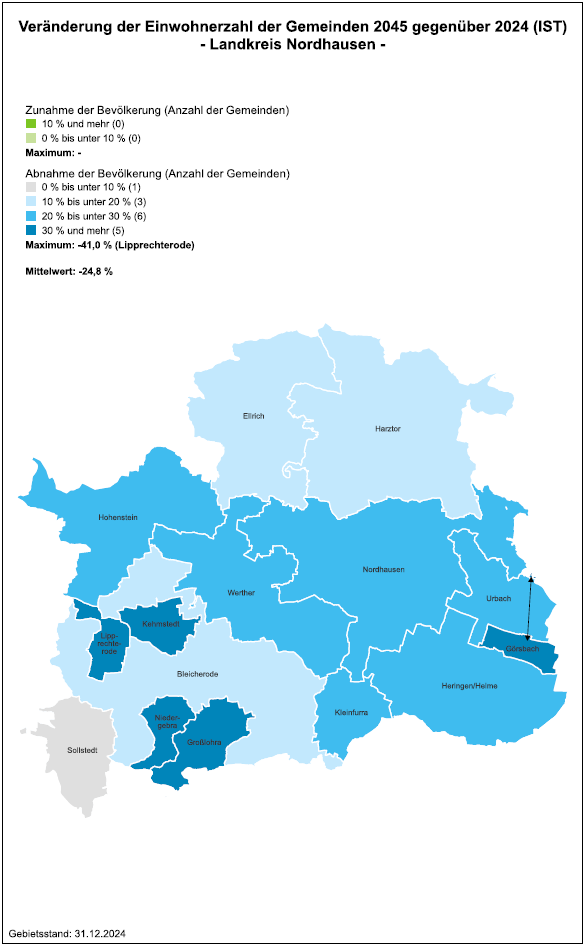 Veränderung der Einwohnerzahl der Gemeinden 2045 gegenüber 2024 (IST)
- Landkreis Nordhausen -
Zunahme der Bevölkerung (Anzahl der Gemeinden)
10 % und mehr (0)
0 % bis unter 10 % (0)
Maximum: -
Abnahme der Bevölkerung (Anzahl der Gemeinden)
0 % bis unter 10 % (1)
10 % bis unter 20 % (3)
20 % bis unter 30 % (6)
30 % und mehr (5)
Maximum: -41,0 % (Lipprechterode)
Mittelwert: -24,8 %
Ellrich
Harztor
Hohenstein
Nordhausen
Werther
Urbach
Kehmstedt
Lipp-
rechte-
rode
Görsbach
Bleicherode
Heringen/Helme
Kleinfurra
Nieder-
gebra
Großlohra
Sollstedt
Gebietsstand: 31.12.2024